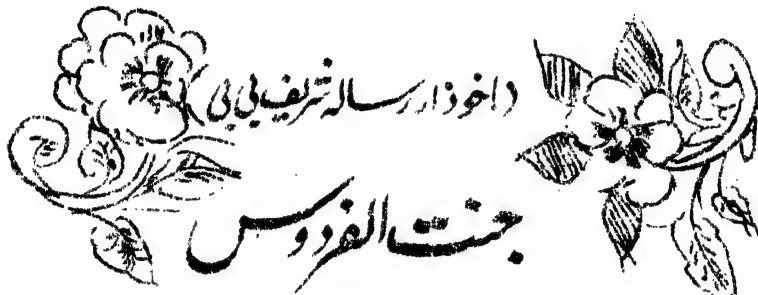 (ماخوذ از رسالہ شریف بی بی)
جنت الفردوس